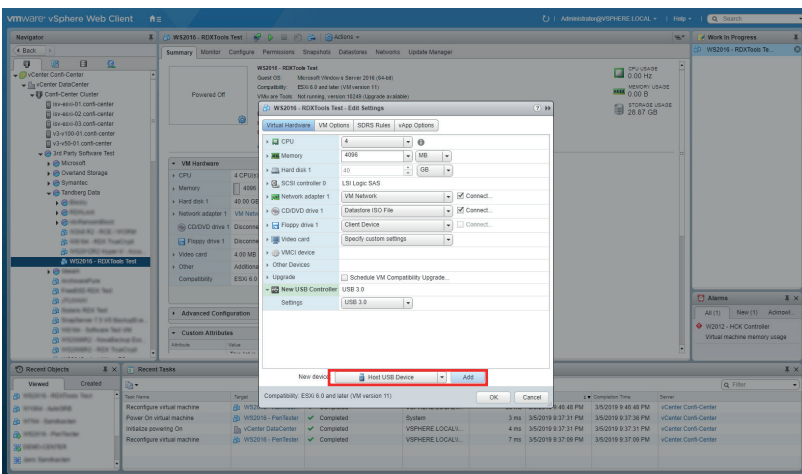 vmware® vSphere Web Client
Administrator@VSPHERE.LOCAL
Help
Search
Navigator
Back
vCenter.Confi-Center
vCenter DataCenter
Confi-Center Cluster
isv-esxi-01.confi-center
isv-esxi-02.confi-center
isv-esxi-03.confi-center
v3-v100-01.confi-center
v3-v50-01.confi-center
3rd Party Software Test
Microsoft
Overland Storage
Symantec
Tandberg Data
WS2016 - RDXTools Test
WS2016 - RDXTools Test
Actions
Summary Monitor Configure Permissions Snapshots Datastores Networks Update Manager
WS2016 - RDXTools Test
Guest OS: Microsoft Windows Server 2016 (64-bit)
Compatibility: ESXi 6.0 and later (VM version 11)
VMware Tools: Not running, version:10249 (Upgrade available)
Powered Off
CPU USAGE
0.00 Hz
MEMORY USAGE
0.00 B
STORAGE USAGE
28.87 GB
VM Hardware
CPU 4 CPU(s)
Memory 4096
Hard disk 1 40.00 GB
Network adapter 1 VM Netw
CD/DVD drive 1 Disconne
Floppy drive 1 Disconne
Video card 4.00 MB
Other Additiona
Compatibility ESXi 6.0
Advanced Configuration
Custom Attributes
Attribute Value
WS2016 - RDXTools Test - Edit Settings
Virtual Hardware VM Options SDRS Rules vApp Options
CPU 4
Memory 4096 MB
Hard disk 1 40 GB
SCSI controller 0 LSI Logic SAS
Network adapter 1 VM Network Connect...
CD/DVD drive 1 Datastore ISO File Connect...
Floppy drive 1 Client Device Connect...
Video card Specify custom settings
VMCI device
Other Devices
Upgrade Schedule VM Compatibility Upgrade...
New USB Controller USB 3.0
Settings USB 3.0
New device: Host USB Device Add
Compatibility: ESXi 6.0 and later (VM version 11) OK Cancel
Work In Progress
WS2016 - RDXTools Te...
Alarms
All (1) New (1) Acknowl...
W2012 - HCK Controller
Virtual machine memory usage
Recent Objects
Viewed Created
Recent Tasks
Filter
Task Name Target Completion Time Server
Reconfigure virtual machine 3/5/2019 9:46:48 PM vCenter.Confi-Center
Power On virtual machine WS2016 - PenTester Completed System 3 ms 3/5/2019 9:37:31 PM 3/5/2019 9:37:36 PM vCenter.Confi-Center
Initialize powering On vCenter DataCenter Completed VSPHERE.LOCAL\... 4 ms 3/5/2019 9:37:31 PM 3/5/2019 9:37:31 PM vCenter.Confi-Center
Reconfigure virtual machine WS2016 - PenTester Completed VSPHERE.LOCAL\... 7 ms 3/5/2019 9:37:09 PM 3/5/2019 9:37:09 PM vCenter.Confi-Center